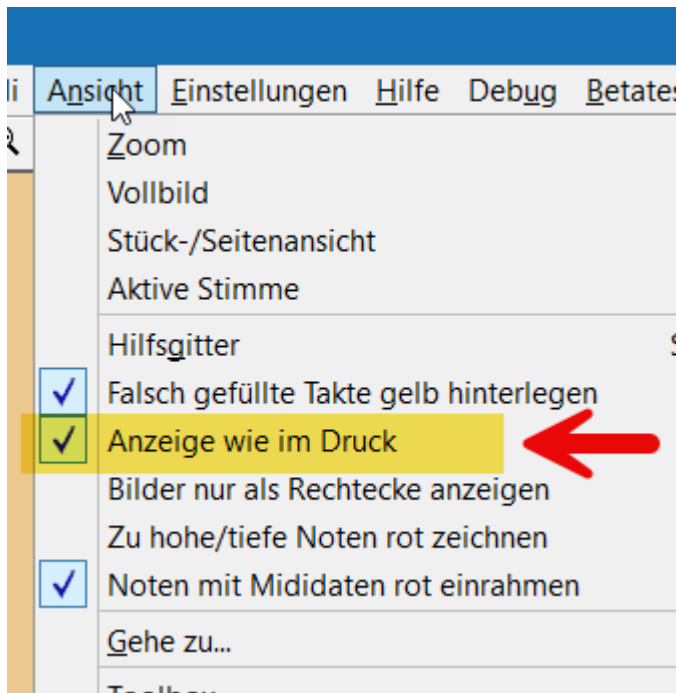 Ansicht Einstellungen Hilfe Debug
Zoom
Vollbild
Stück-/Seitenansicht
Aktive Stimme
Hilfsgitter
Falsch gefüllte Takte gelb hinterlegen
Anzeige wie im Druck
Bilder nur als Rechtecke anzeigen
Zu hohe/tiefe Noten rot zeichnen
Noten mit Mididaten rot einrahmen
Gehe zu...